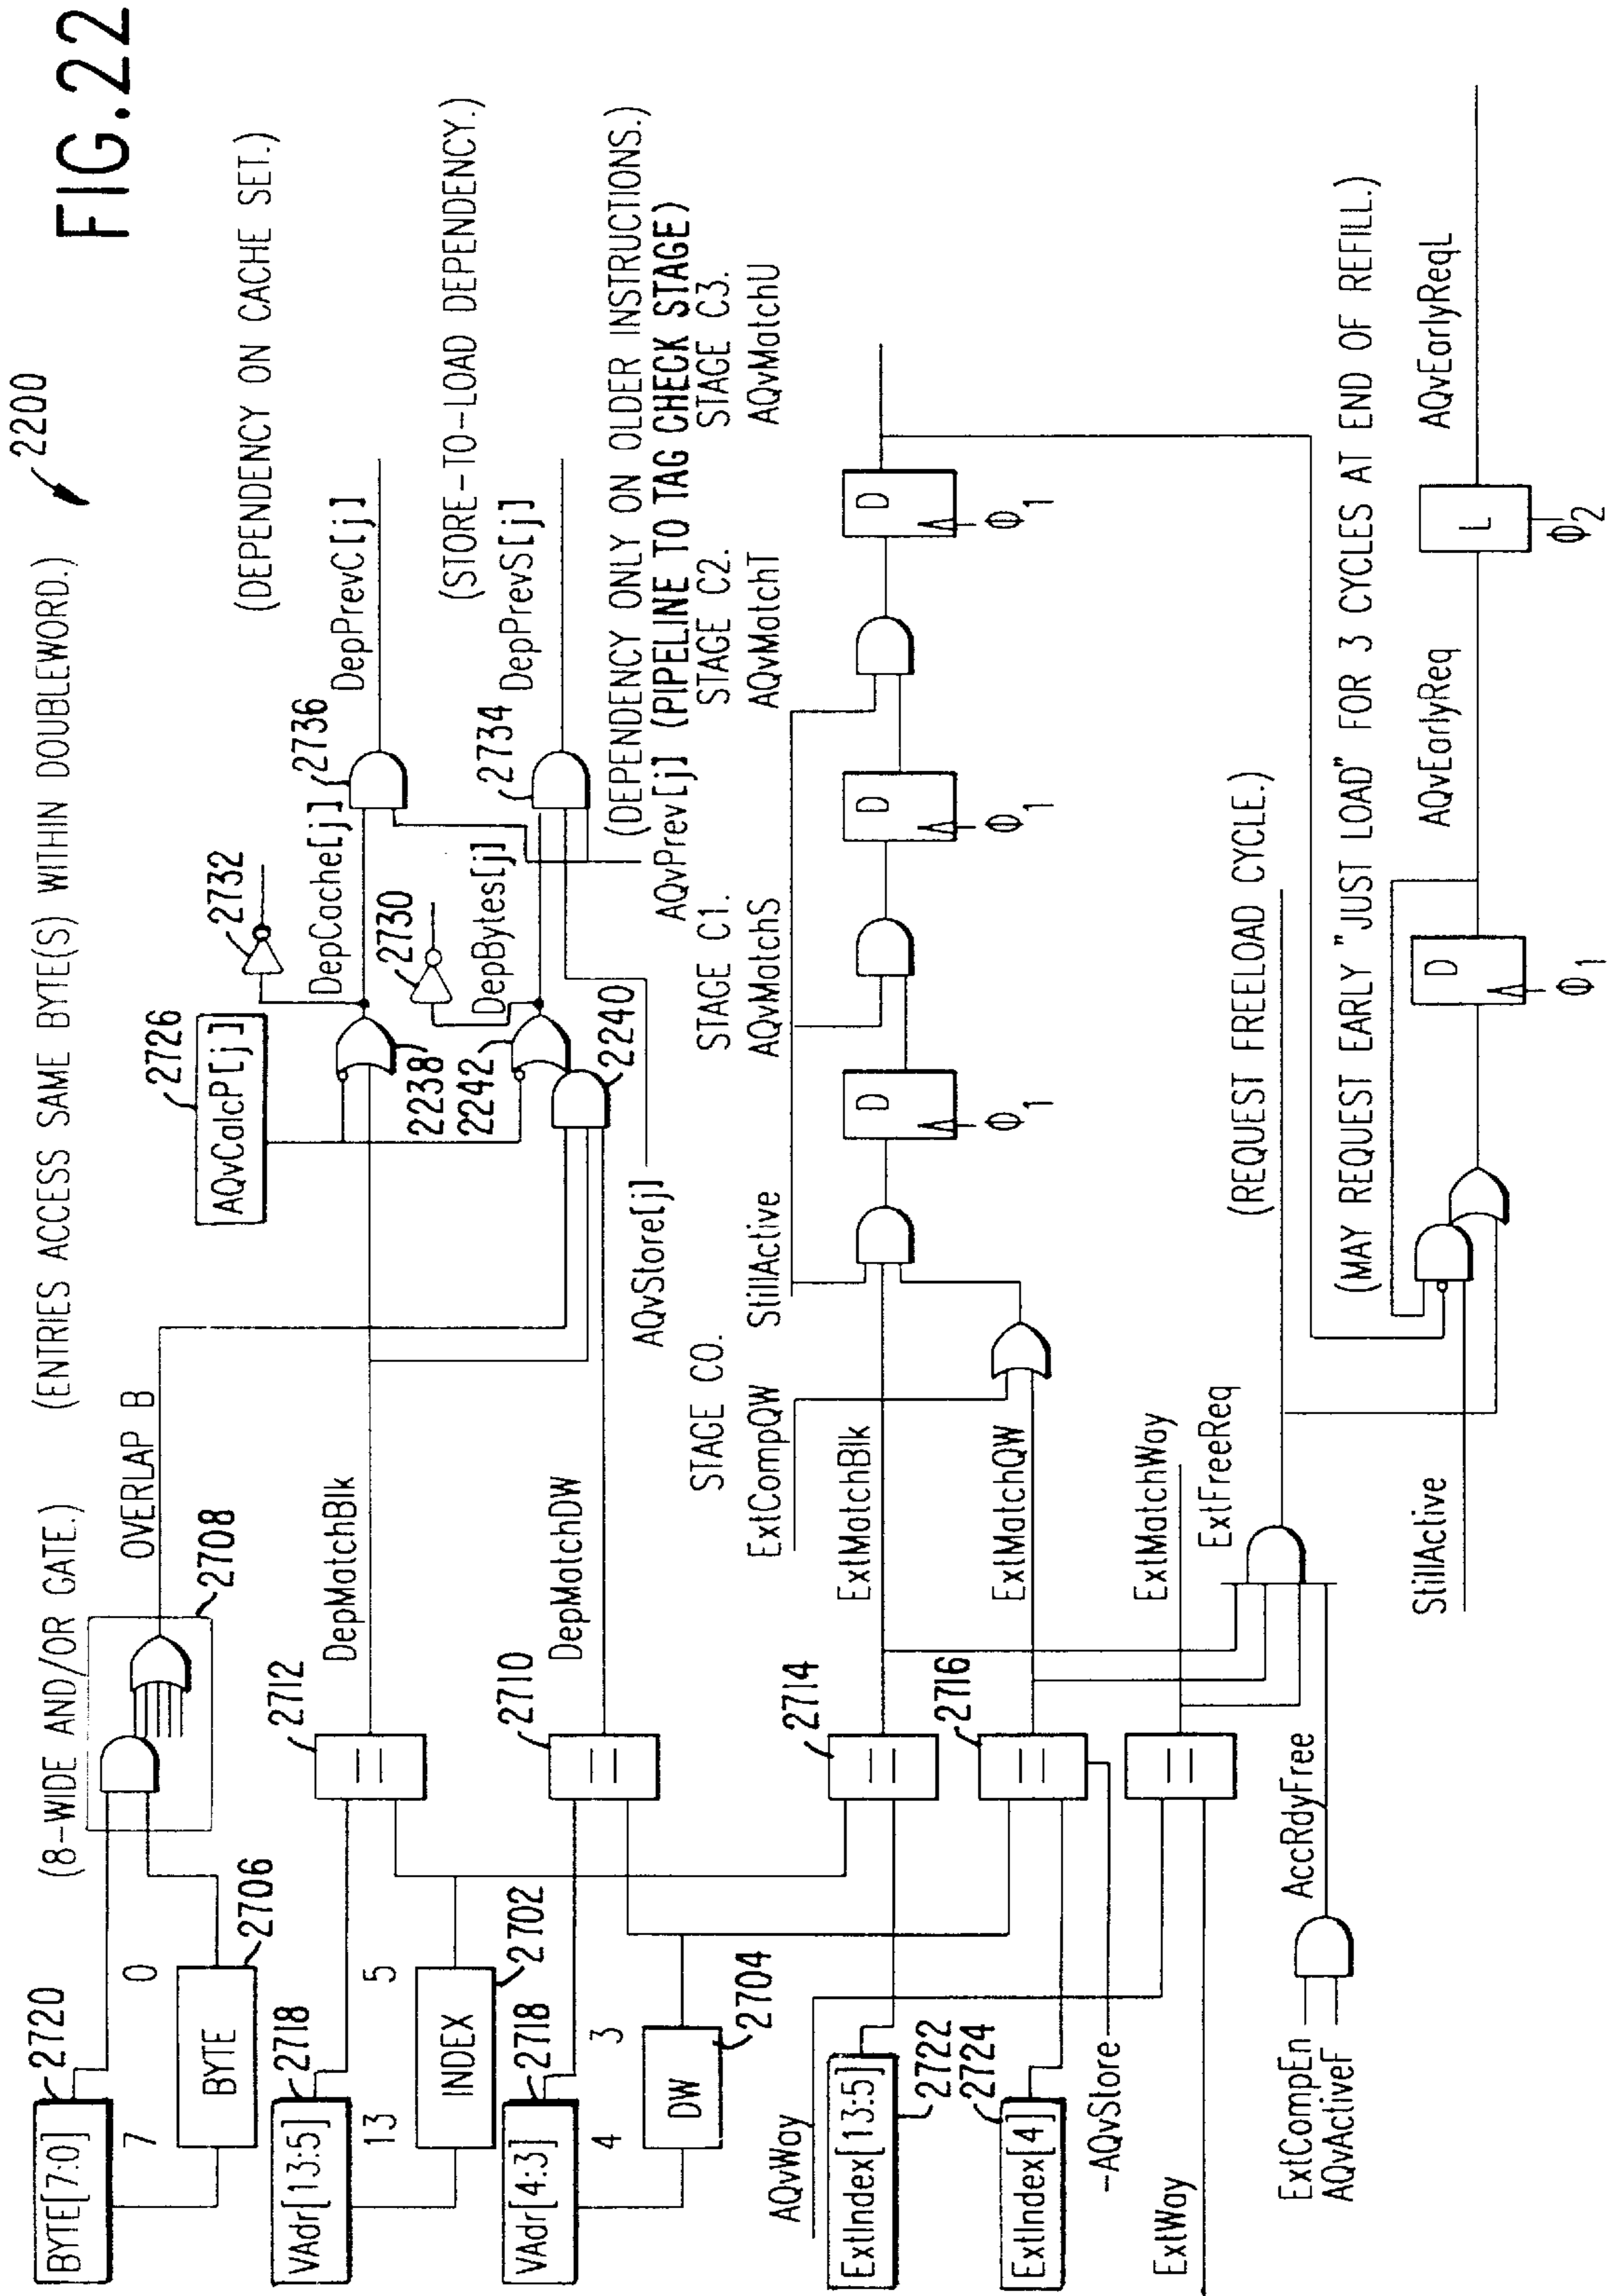 FIG.22
2200
(8-WIDE AND/OR GATE.)
(ENTRIES ACCESS SAME BYTE(S) WITHIN DOUBLEWORD.)
2720
BYTE[7:0]
7
0
BYTE
2706
2708
OVERLAP B
2718
VAdr[13:5]
13
5
INDEX
2702
2712
DepMatchBlk
2726
AQvCalcP[j]
2732
DepCache[j]
2238
2736
DepPrevC[j]
(DEPENDENCY ON CACHE SET.)
2718
VAdr[4:3]
4
3
DW
2704
2710
DepMatchDW
2242
2240
2730
DepBytes[j]
2734
DepPrevS[j]
(STORE-TO-LOAD DEPENDENCY.)
AQvStore[j]
(DEPENDENCY ONLY ON OLDER INSTRUCTIONS.)
AQvPrev[j] (PIPELINE TO TAG CHECK STAGE)
STAGE C0.
STAGE C1.
STAGE C2.
STAGE C3.
ExtCompQW
StillActive
AQvMatchS
AQvMatchT
AQvMatchU
AQvWay
ExtIndex[13:5]
2722
2714
ExtMatchBlk
D
Φ1
D
Φ1
D
Φ1
2724
ExtIndex[4]
2716
ExtMatchQW
-AQvStore
ExtWay
ExtMatchWay
ExtFreeReq
(REQUEST FREELOAD CYCLE.)
ExtCompEn
AQvActiveF
AccRdyFree
(MAY REQUEST EARLY "JUST LOAD" FOR 3 CYCLES AT END OF REFILL.)
StillActive
D
Φ1
AQvEarlyReq
L
Φ2
AQvEarlyReqL